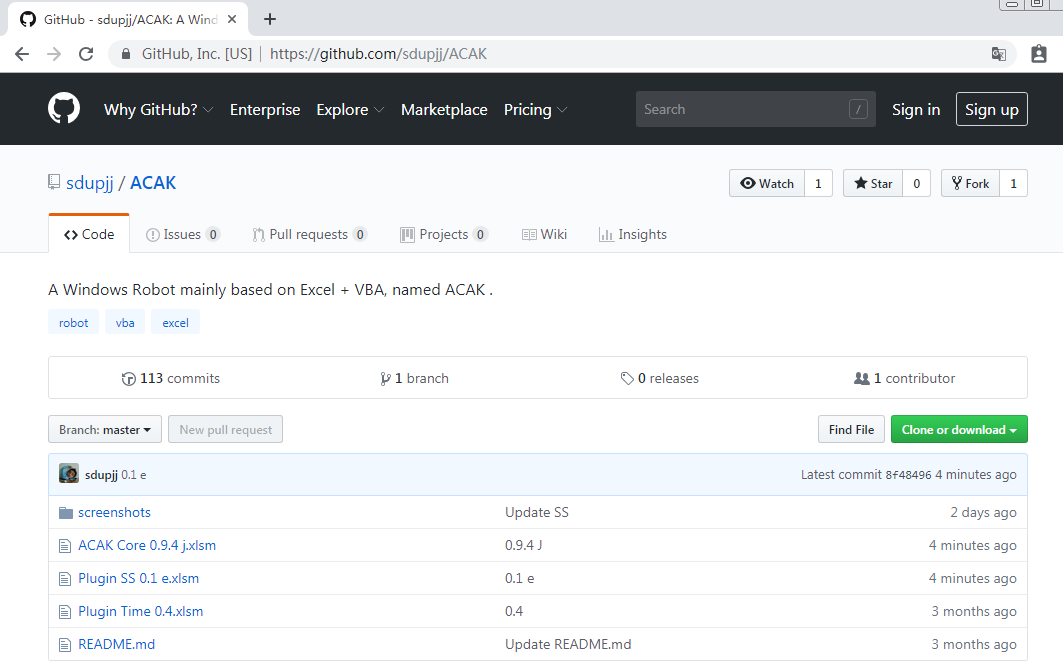 GitHub - sdupjj/ACAK: A Wind
GitHub, Inc. [US] | https://github.com/sdupjj/ACAK
Why GitHub? Enterprise Explore Marketplace Pricing Search / Sign in Sign up
sdupjj / ACAK Watch 1 Star 0 Fork 1
Code Issues 0 Pull requests 0 Projects 0 Wiki Insights
A Windows Robot mainly based on Excel + VBA, named ACAK .
robot vba excel
113 commits 1 branch 0 releases 1 contributor
Branch: master New pull request Find File Clone or download
sdupjj 0.1 e Latest commit 8f48496 4 minutes ago
screenshots Update SS 2 days ago
ACAK Core 0.9.4 j.xlsm 0.9.4 J 4 minutes ago
Plugin SS 0.1 e.xlsm 0.1 e 4 minutes ago
Plugin Time 0.4.xlsm 0.4 3 months ago
README.md Update README.md 3 months ago